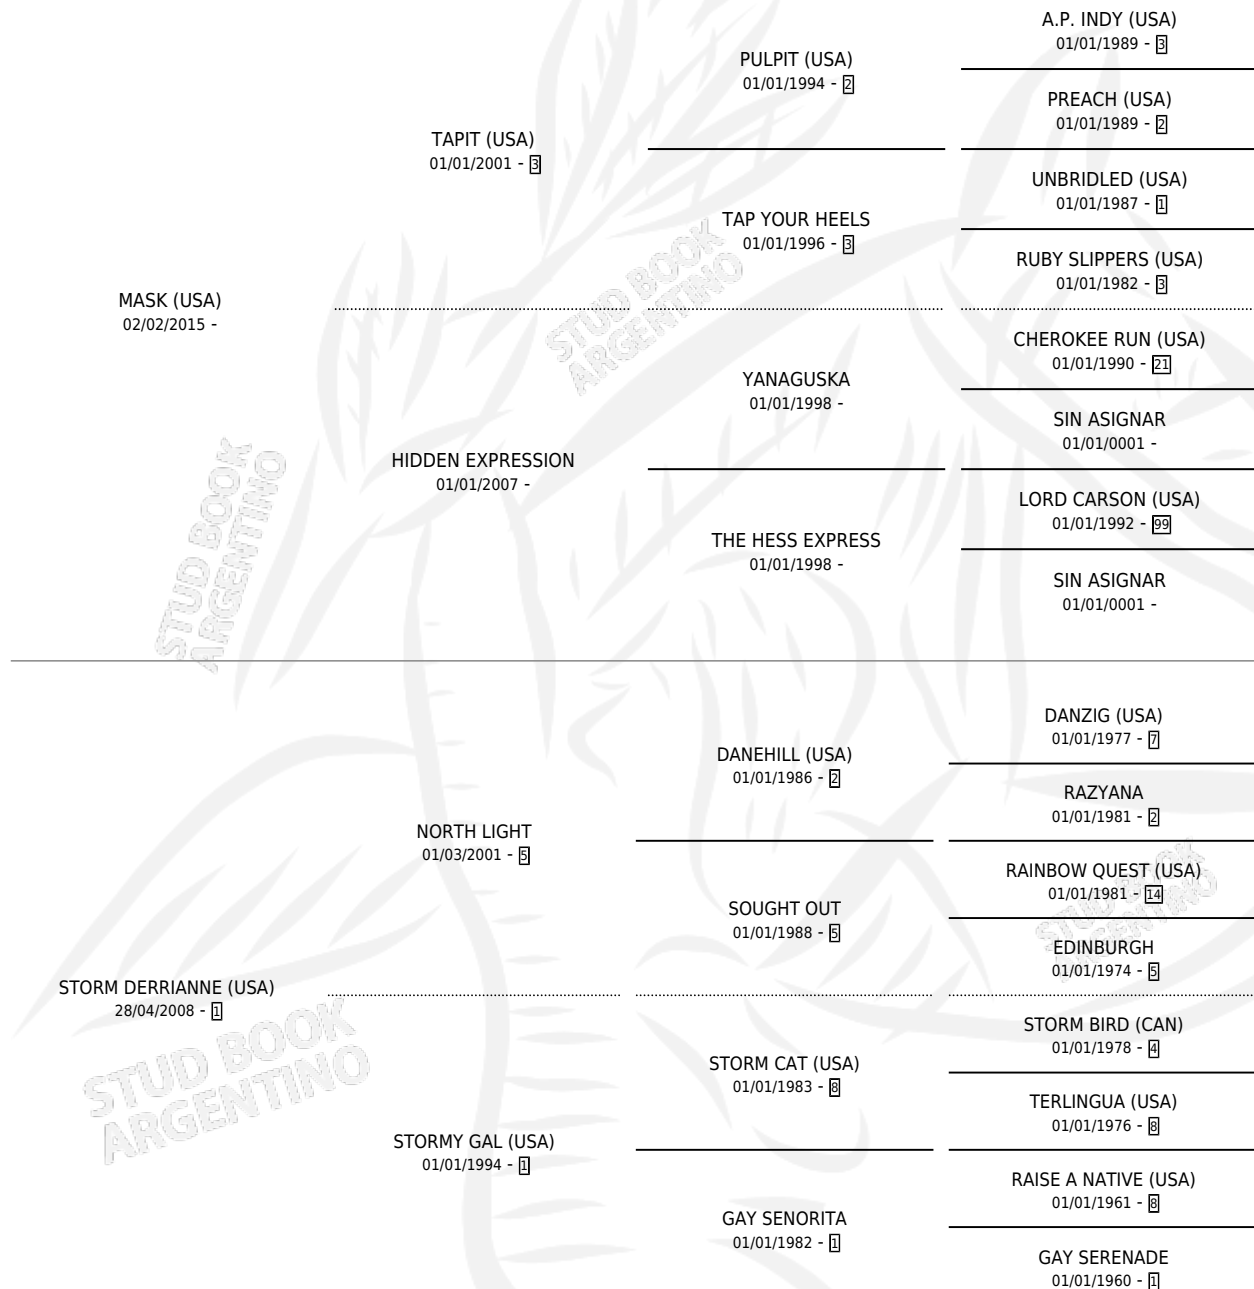 A.P. INDY (USA)
01/01/1989 - 3
PULPIT (USA)
01/01/1994 - 2
PREACH (USA)
01/01/1989 - 2
TAPIT (USA)
01/01/2001 - 3
UNBRIDLED (USA)
01/01/1987 - 1
TAP YOUR HEELS
01/01/1996 - 3
RUBY SLIPPERS (USA)
01/01/1982 - 3
MASK (USA)
02/02/2015 -
CHEROKEE RUN (USA)
01/01/1990 - 21
YANAGUSKA
01/01/1998 -
SIN ASIGNAR
01/01/0001 -
HIDDEN EXPRESSION
01/01/2007 -
LORD CARSON (USA)
01/01/1992 - 99
THE HESS EXPRESS
01/01/1998 -
SIN ASIGNAR
01/01/0001 -
DANZIG (USA)
01/01/1977 - 7
DANEHILL (USA)
01/01/1986 - 2
RAZYANA
01/01/1981 - 2
NORTH LIGHT
01/03/2001 - 5
RAINBOW QUEST (USA)
01/01/1981 - 14
SOUGHT OUT
01/01/1988 - 5
EDINBURGH
01/01/1974 - 5
STORM DERRIANNE (USA)
28/04/2008 - 1
STORM BIRD (CAN)
01/01/1978 - 4
STORM CAT (USA)
01/01/1983 - 8
TERLINGUA (USA)
01/01/1976 - 8
STORMY GAL (USA)
01/01/1994 - 1
RAISE A NATIVE (USA)
01/01/1961 - 8
GAY SENORITA
01/01/1982 - 1
GAY SERENADE
01/01/1960 - 1
STUD BOOK
ARGENTINO
STUD BOOK
ARGENTINO
STUD BOOK
ARGENTINO
STUD BOOK
ARGENTINO